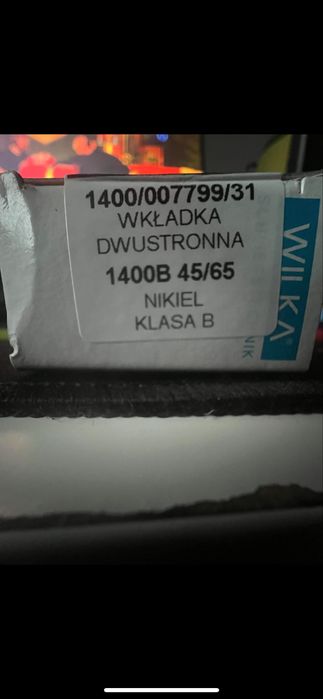 1400/007799/31
WKŁADKA
DWUSTRONNA
1400B 45/65
NIKIEL
KLASA B
WILKA